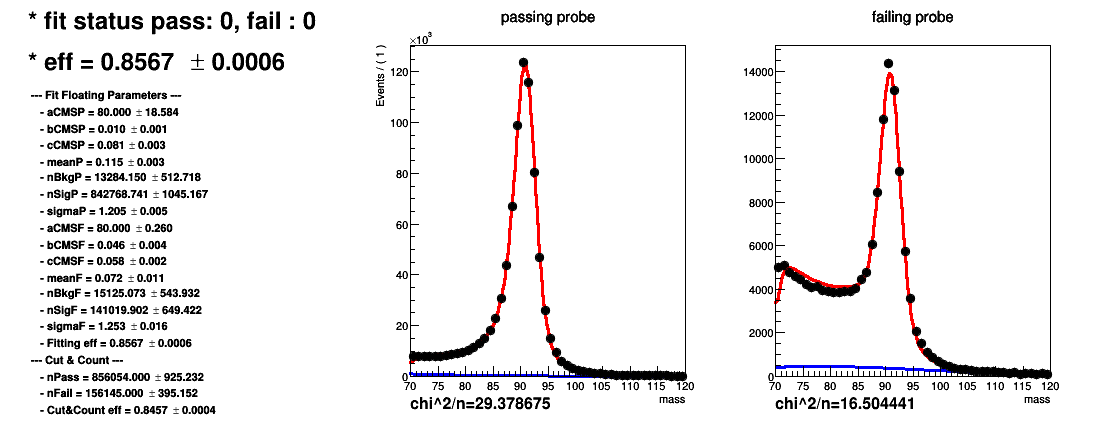 * fit status pass: 0, fail : 0
* eff = 0.8567 ± 0.0006
--- Fit Floating Parameters ---
- aCMSP = 80.000 ± 18.584
- bCMSP = 0.010 ± 0.001
- cCMSP = 0.081 ± 0.003
- meanP = 0.115 ± 0.003
- nBkgP = 13284.150 ± 512.718
- nSigP = 842768.741 ± 1045.167
- sigmaP = 1.205 ± 0.005
- aCMSF = 80.000 ± 0.260
- bCMSF = 0.046 ± 0.004
- cCMSF = 0.058 ± 0.002
- meanF = 0.072 ± 0.011
- nBkgF = 15125.073 ± 543.932
- nSigF = 141019.902 ± 649.422
- sigmaF = 1.253 ± 0.016
- Fitting eff = 0.8567 ± 0.0006
--- Cut & Count ---
- nPass = 856054.000 ± 925.232
- nFail = 156145.000 ± 395.152
- Cut&Count eff = 0.8457 ± 0.0004
passing probe
×10³
Events / ( 1 )
120
100
80
60
40
20
0
70 75 80 85 90 95 100 105 110 115 120
mass
chi^2/n=29.378675
failing probe
14000
12000
10000
8000
6000
4000
2000
0
70 75 80 85 90 95 100 105 110 115 120
mass
chi^2/n=16.504441